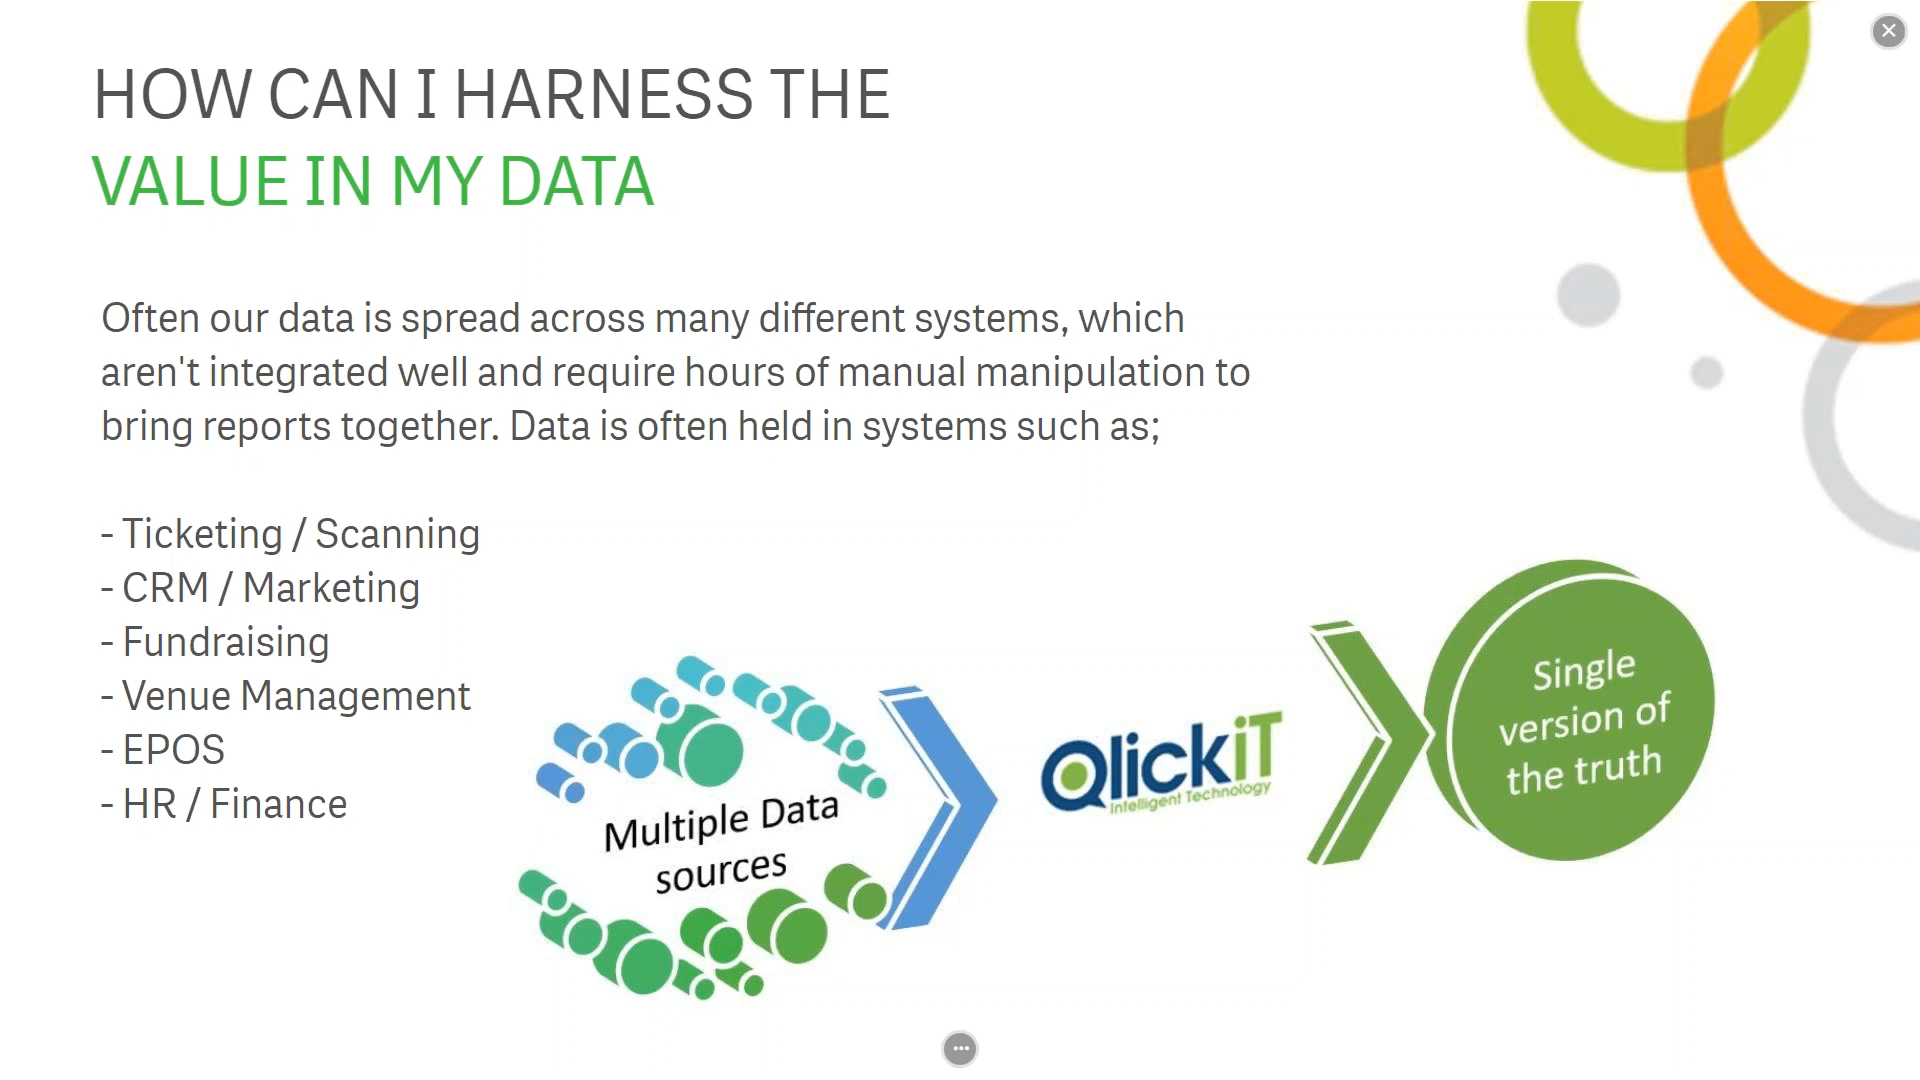 HOW CAN I HARNESS THE
VALUE IN MY DATA
Often our data is spread across many different systems, which
aren't integrated well and require hours of manual manipulation to
bring reports together. Data is often held in systems such as;
- Ticketing / Scanning
- CRM / Marketing
- Fundraising
- Venue Management
- EPOS
- HR / Finance
Multiple Data
sources
QlickiT
Intelligent Technology
Single
version of
the truth